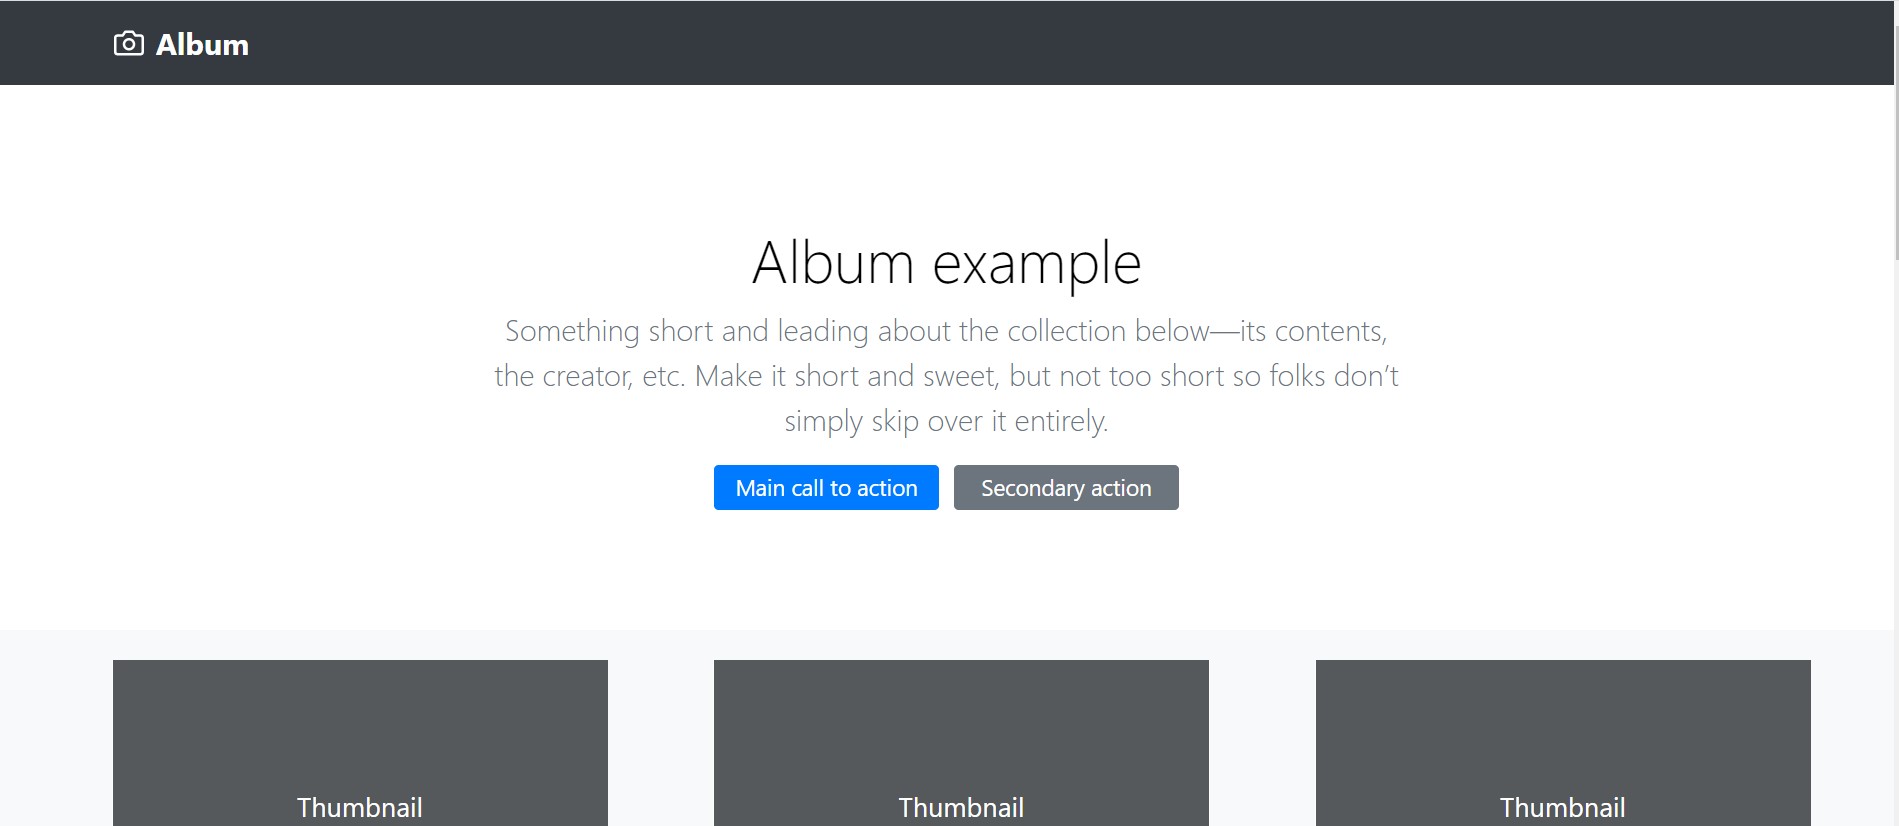 Album
Album example
Something short and leading about the collection below—its contents,
the creator, etc. Make it short and sweet, but not too short so folks don’t
simply skip over it entirely.
Main call to action
Secondary action
Thumbnail
Thumbnail
Thumbnail